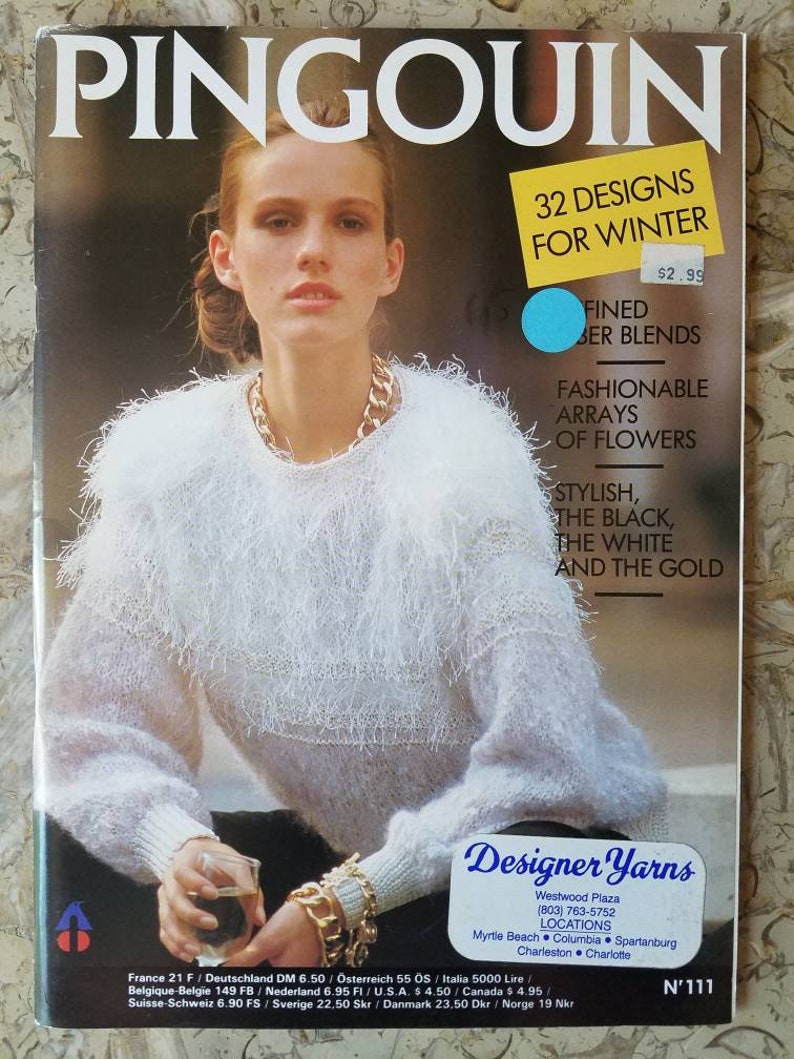 PINGOUIN
32 DESIGNS
FOR WINTER
$2.99
FINED
BER BLENDS
FASHIONABLE
ARRAYS
OF FLOWERS
STYLISH,
THE BLACK,
THE WHITE
AND THE GOLD
Designer Yarns
Westwood Plaza
(803) 763-5752
LOCATIONS
Myrtle Beach • Columbia • Spartanburg
Charleston • Charlotte
France 21 F / Deutschland DM 6.50 / Österreich 55 ÖS / Italia 5000 Lire /
Belgique-Belgïe 149 FB / Nederland 6.95 Fl / U.S.A. $ 4.50 / Canada $ 4.95 /
Suisse-Schweiz 6.90 FS / Sverige 22,50 Skr / Danmark 23,50 Dkr / Norge 19 Nkr
N'111